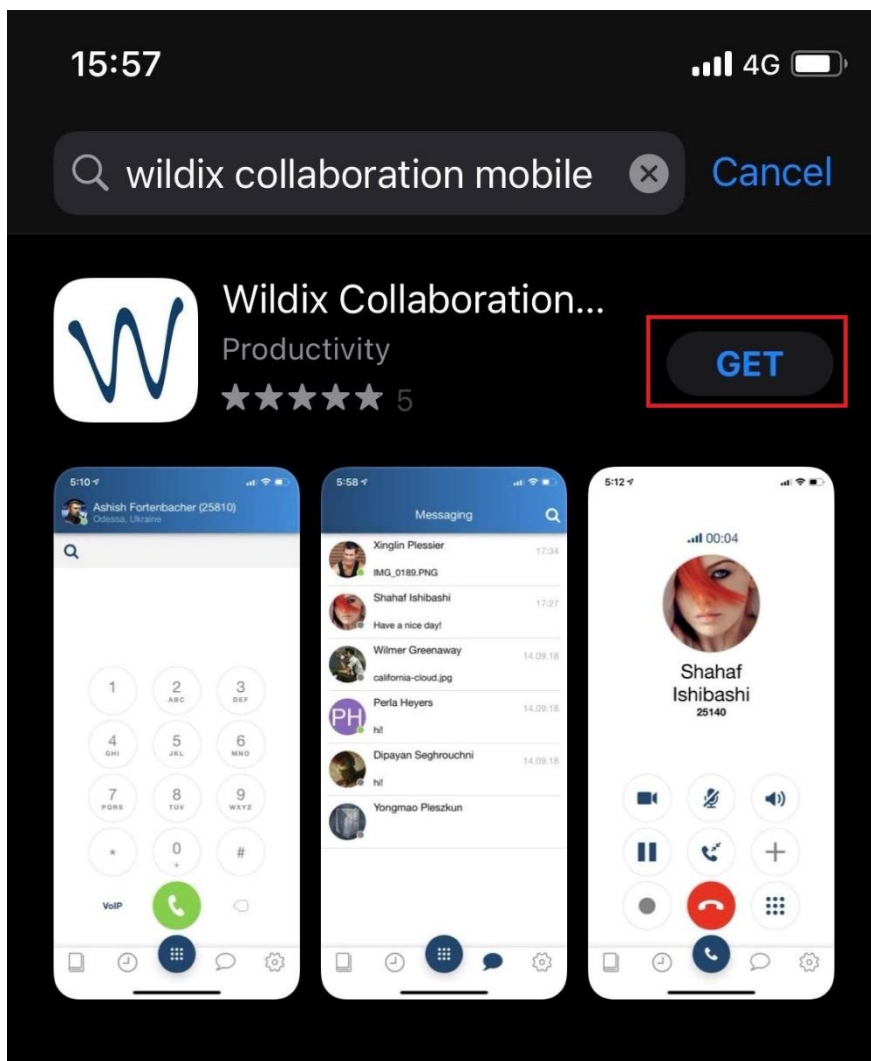 15:57
4G
wildix collaboration mobile
Cancel
Wildix Collaboration...
Productivity
5
GET
5:10
Ashish Fortenbacher (25810)
Odessa, Ukraine
1
2
ABC
3
DEF
4
GHI
5
JKL
6
MNO
7
PQRS
8
TUV
9
WXYZ
*
0
+
#
VoIP
5:58
Messaging
Xinglin Plessier
17:34
IMG_0189.PNG
Shahaf Ishibashi
17:27
Have a nice day!
Wilmer Greenaway
14.09.18
california-cloud.jpg
Perla Heyers
14.09.18
PH
hi!
Dipayan Seghrouchni
14.09.18
hi!
Yongmao Pleszkun
5:12
00:04
Shahaf
Ishibashi
25140